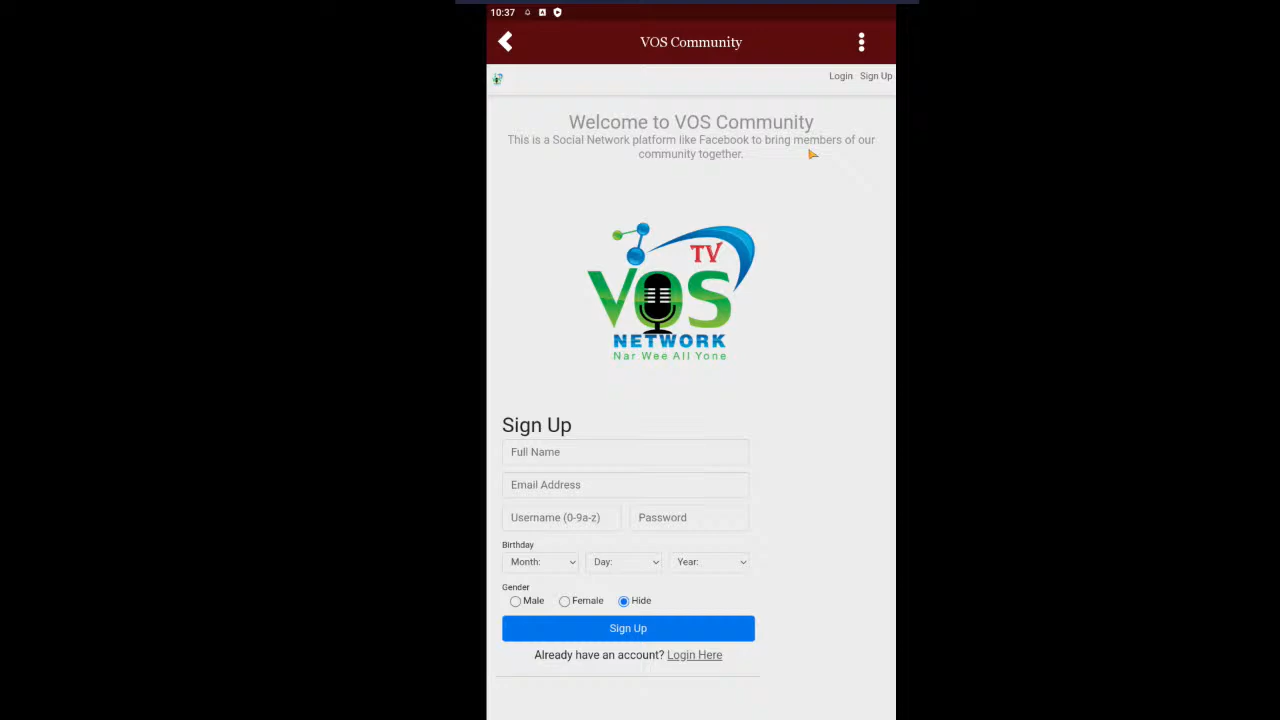 10:37
VOS Community
Login Sign Up
Welcome to VOS Community
This is a Social Network platform like Facebook to bring members of our
community together.
TV
VOS
NETWORK
Nar Wee All Yone
Sign Up
Full Name
Email Address
Username (0-9a-z) Password
Birthday
Month: Day: Year:
Gender
Male Female Hide
Sign Up
Already have an account? Login Here